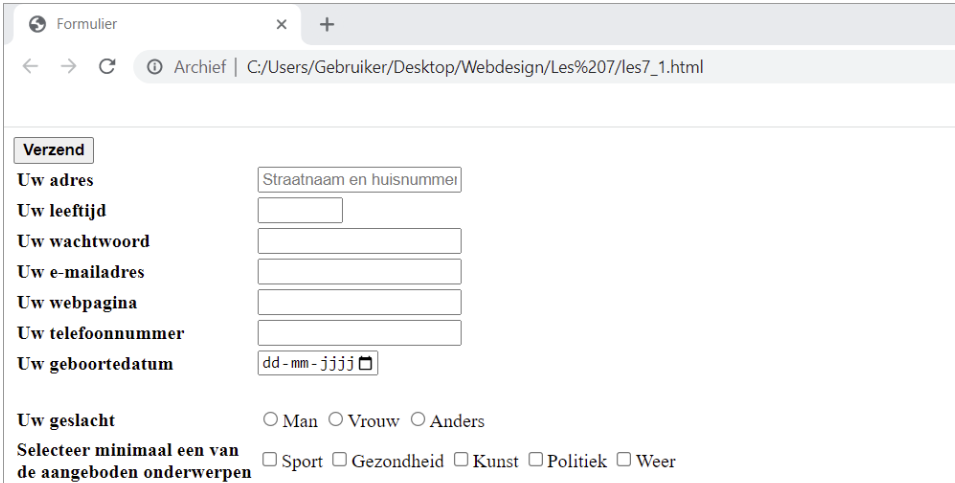 Formulier
Archief | C:/Users/Gebruiker/Desktop/Webdesign/Les%207/les7_1.html
Verzend
Uw adres Straatnaam en huisnummer
Uw leeftijd
Uw wachtwoord
Uw e-mailadres
Uw webpagina
Uw telefoonnummer
Uw geboortedatum dd-mm-jjjj
Uw geslacht Man Vrouw Anders
Selecteer minimaal een van
de aangeboden onderwerpen Sport Gezondheid Kunst Politiek Weer